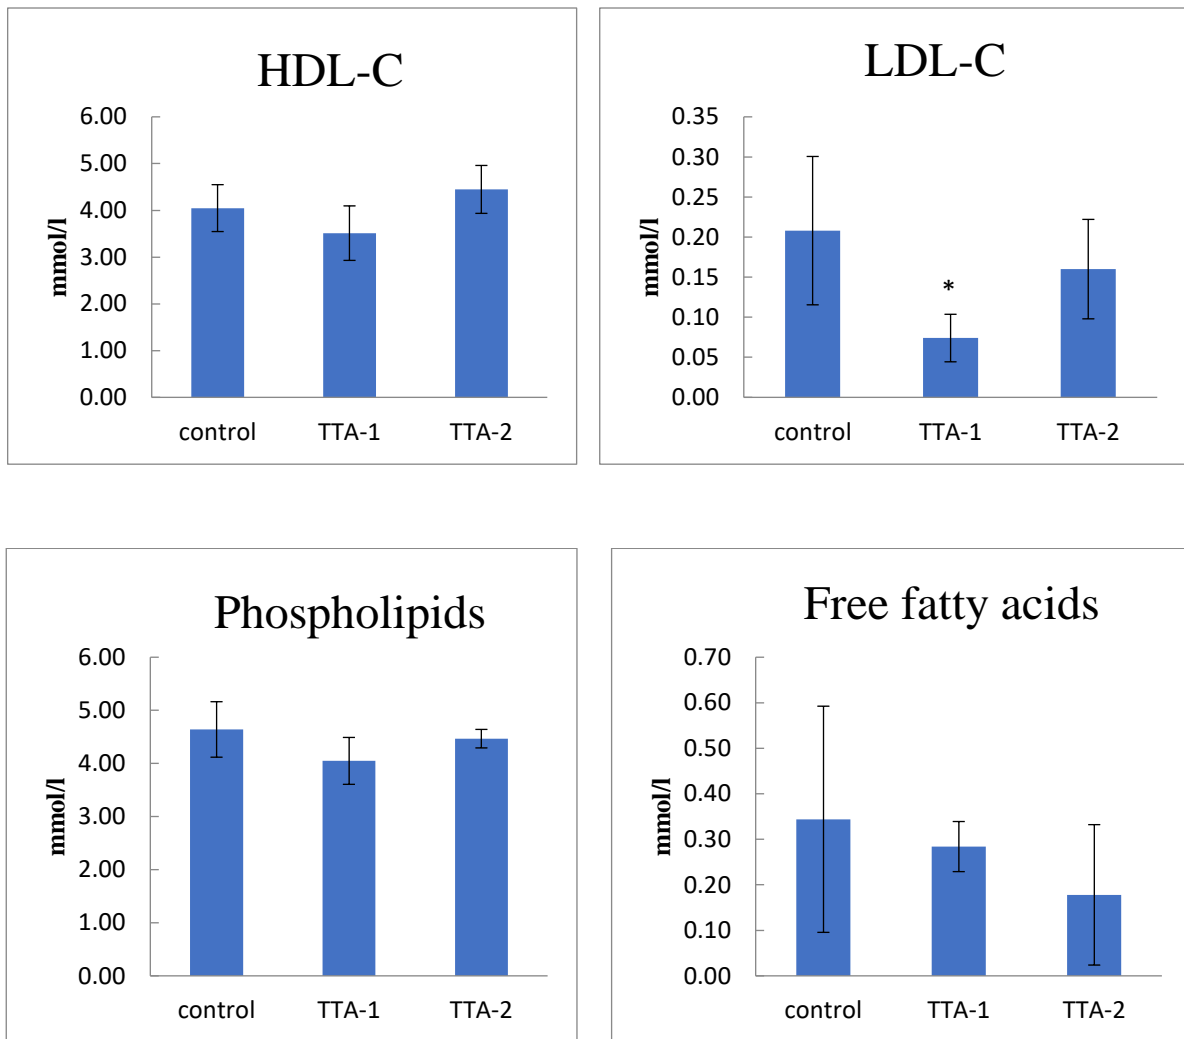 HDL-C
6.00
5.00
4.00
3.00
2.00
1.00
0.00
mmol/l
control TTA-1 TTA-2
LDL-C
0.35
0.30
0.25
0.20
0.15
0.10
0.05
0.00
mmol/l
*
control TTA-1 TTA-2
Phospholipids
6.00
5.00
4.00
3.00
2.00
1.00
0.00
mmol/l
control TTA-1 TTA-2
Free fatty acids
0.70
0.60
0.50
0.40
0.30
0.20
0.10
0.00
mmol/l
control TTA-1 TTA-2